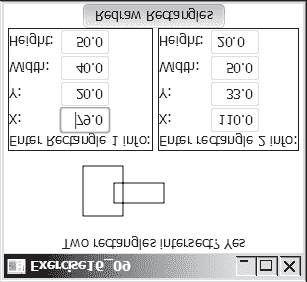 Exercise16_09
Two rectangles intersect? Yes
Enter Rectangle 1 info:
X: 79.0
Y: 20.0
Width: 40.0
Height: 50.0
Enter rectangle 2 info:
X: 110.0
Y: 33.0
Width: 50.0
Height: 20.0
Redraw Rectangles